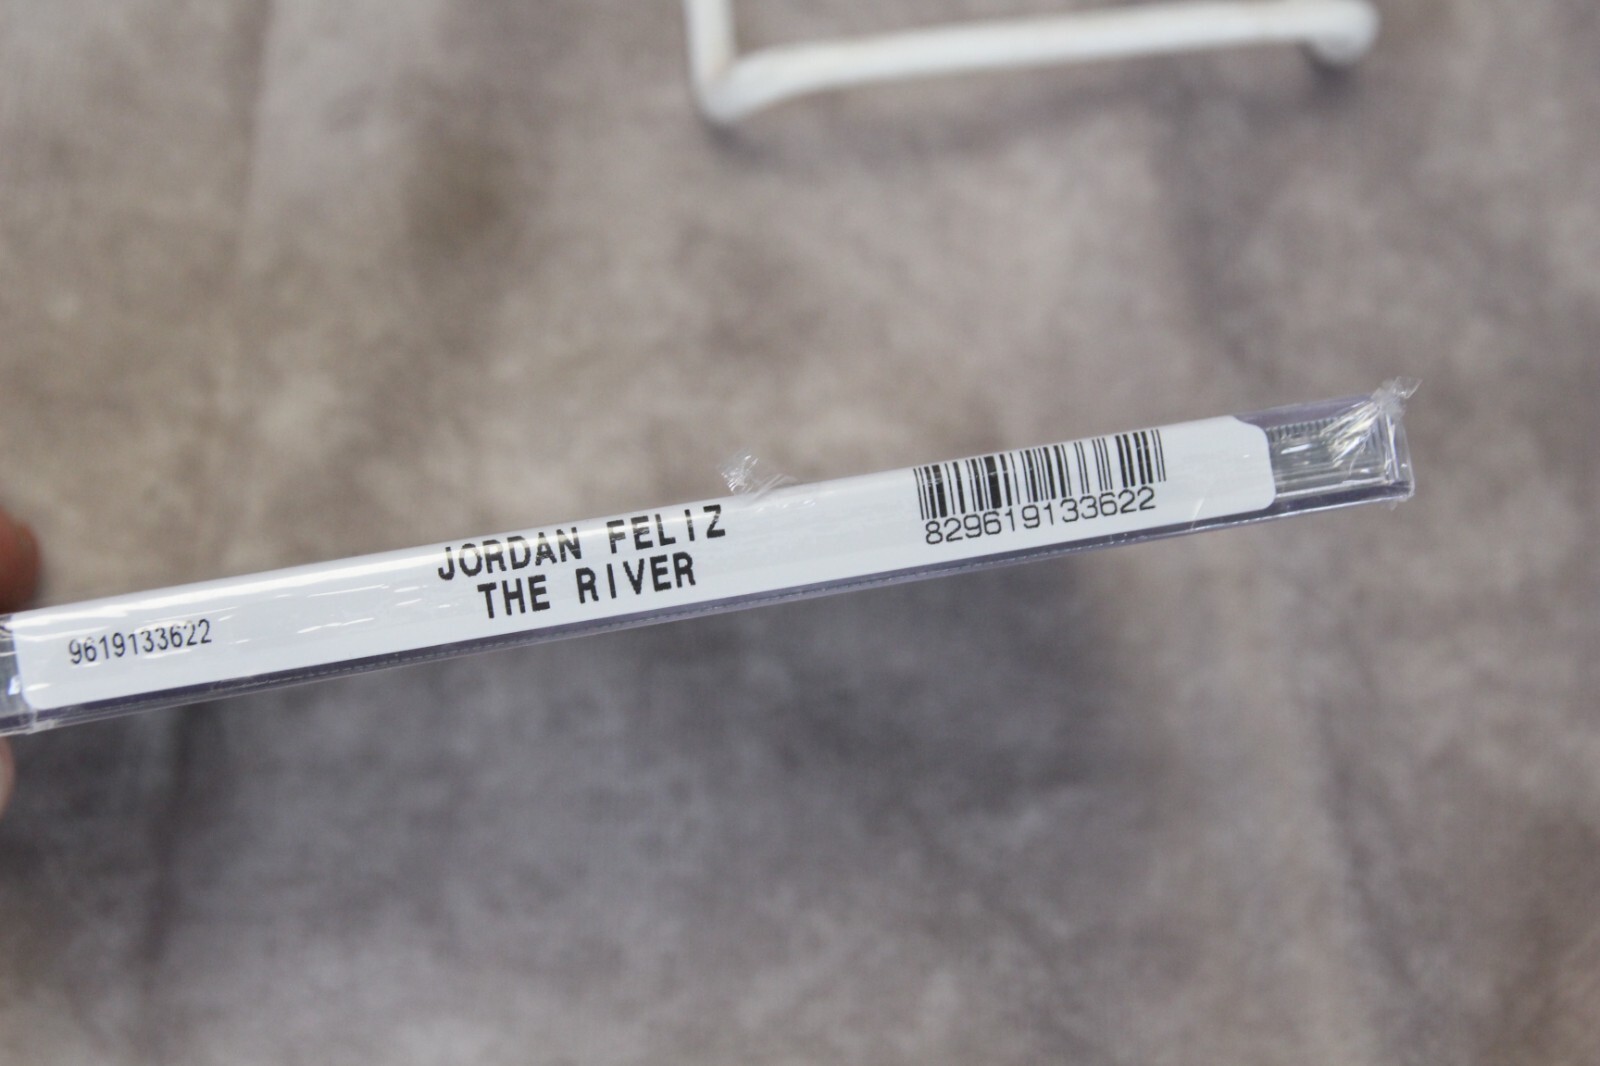 JORDAN FELIZ
THE RIVER
9619133622
829619133622